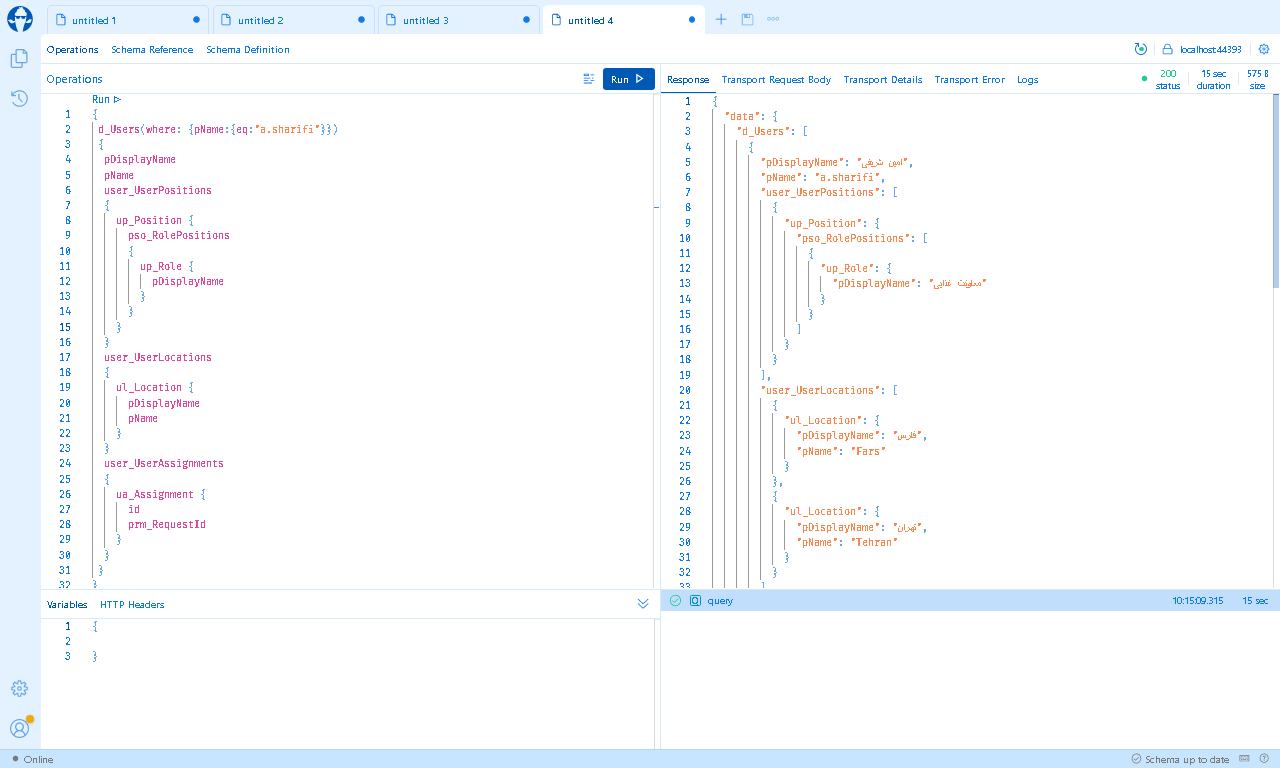 untitled 1
untitled 2
untitled 3
untitled 4
Operations Schema Reference Schema Definition
localhost:44393
Operations
Run
Response Transport Request Body Transport Details Transport Error Logs
200 status
15 sec duration
575 B size
Run
1 {
2 d_Users(where: {pName:{eq:"a.sharifi"}})
3 {
4 pDisplayName
5 pName
6 user_UserPositions
7 {
8 up_Position {
9 pso_RolePositions
10 {
11 up_Role {
12 pDisplayName
13 }
14 }
15 }
16 }
17 user_UserLocations
18 {
19 ul_Location {
20 pDisplayName
21 pName
22 }
23 }
24 user_UserAssignments
25 {
26 ua_Assignment {
27 id
28 prm_RequestId
29 }
30 }
31 }
32 }
1 {
2 "data": {
3 "d_Users": [
4 {
5 "pDisplayName": "امین شریفی",
6 "pName": "a.sharifi",
7 "user_UserPositions": [
8 {
9 "up_Position": {
10 "pso_RolePositions": [
11 {
12 "up_Role": {
13 "pDisplayName": "معاونت غذایی"
14 }
15 }
16 ]
17 }
18 }
19 ],
20 "user_UserLocations": [
21 {
22 "ul_Location": {
23 "pDisplayName": "فارس",
24 "pName": "Fars"
25 }
26 },
27 {
28 "ul_Location": {
29 "pDisplayName": "تهران",
30 "pName": "Tehran"
31 }
32 }
33 ]
Variables HTTP Headers
1 {
2
3 }
query 10:15:09.315 15 sec
Online
Schema up to date